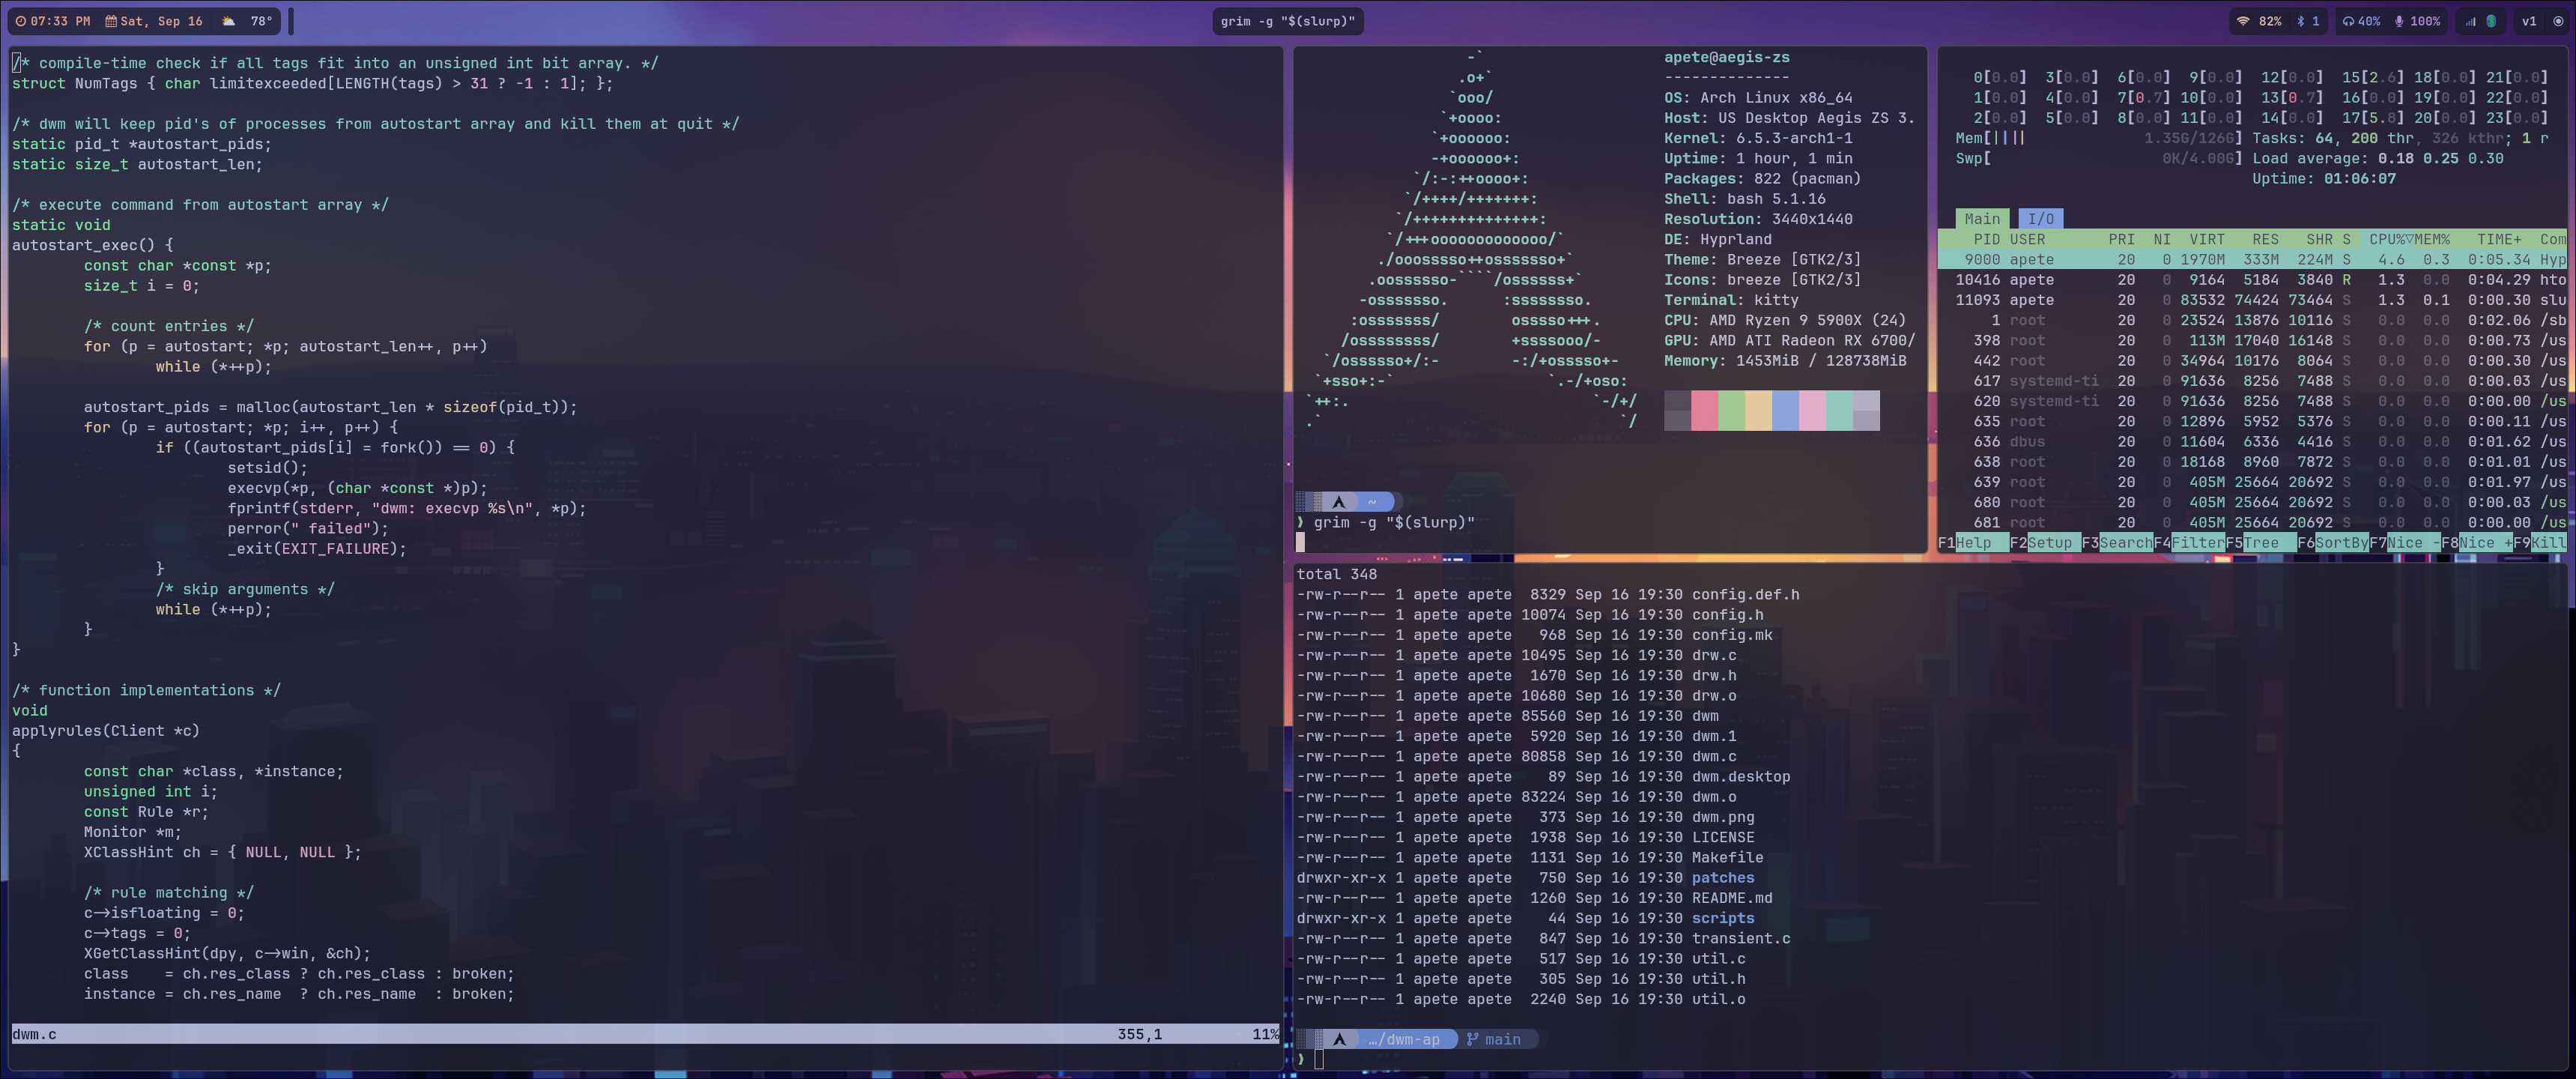 07:33 PM Sat, Sep 16 78°
grim -g "$(slurp)"
82% 1 40% 100% v1
/* compile-time check if all tags fit into an unsigned int bit array. */
struct NumTags { char limitexceeded[LENGTH(tags) > 31 ? -1 : 1]; };
/* dwm will keep pid's of processes from autostart array and kill them at quit */
static pid_t *autostart_pids;
static size_t autostart_len;
/* execute command from autostart array */
static void
autostart_exec() {
const char *const *p;
size_t i = 0;
/* count entries */
for (p = autostart; *p; autostart_len++, p++)
while (*++p);
autostart_pids = malloc(autostart_len * sizeof(pid_t));
for (p = autostart; *p; i++, p++) {
if ((autostart_pids[i] = fork()) == 0) {
setsid();
execvp(*p, (char *const *)p);
fprintf(stderr, "dwm: execvp %s\n", *p);
perror(" failed");
_exit(EXIT_FAILURE);
}
/* skip arguments */
while (*++p);
}
}
/* function implementations */
void
applyrules(Client *c)
{
const char *class, *instance;
unsigned int i;
const Rule *r;
Monitor *m;
XClassHint ch = { NULL, NULL };
/* rule matching */
c->isfloating = 0;
c->tags = 0;
XGetClassHint(dpy, c->win, &ch);
class    = ch.res_class ? ch.res_class : broken;
instance = ch.res_name  ? ch.res_name  : broken;
dwm.c 355,1 11%
-`
.o+`
`ooo/
`+oooo:
`+oooooo:
-+oooooo+:
`/:-:++oooo+:
`/++++/+++++++:
`/++++++++++++++:
`/+++ooooooooooooo/`
./ooosssso++osssssso+`
.oossssso-````/ossssss+`
-osssssso.      :ssssssso.
:osssssss/        osssso+++.
/ossssssss/        +ssssooo/-
`/ossssso+/:-        -:/+osssso+-
`+sso+:-`                 `.-/+oso:
`++:.                           `-/+/
.`                                 `/
apete@aegis-zs
--------------
OS: Arch Linux x86_64
Host: US Desktop Aegis ZS 3.
Kernel: 6.5.3-arch1-1
Uptime: 1 hour, 1 min
Packages: 822 (pacman)
Shell: bash 5.1.16
Resolution: 3440x1440
DE: Hyprland
Theme: Breeze [GTK2/3]
Icons: breeze [GTK2/3]
Terminal: kitty
CPU: AMD Ryzen 9 5900X (24)
GPU: AMD ATI Radeon RX 6700/
Memory: 1453MiB / 128738MiB
~
❯ grim -g "$(slurp)"
0[0.0] 3[0.0] 6[0.0] 9[0.0] 12[0.0] 15[2.6] 18[0.0] 21[0.0]
1[0.0] 4[0.0] 7[0.7] 10[0.0] 13[0.7] 16[0.0] 19[0.0] 22[0.0]
2[0.0] 5[0.0] 8[0.0] 11[0.0] 14[0.0] 17[5.8] 20[0.0] 23[0.0]
Mem[|||| 1.35G/126G] Tasks: 64, 200 thr, 326 kthr; 1 r
Swp[ 0K/4.00G] Load average: 0.18 0.25 0.30
Uptime: 01:06:07
Main I/O
PID USER PRI NI VIRT RES SHR S CPU%▽MEM% TIME+ Com
9000 apete 20 0 1970M 333M 224M S 4.6 0.3 0:05.34 Hyp
10416 apete 20 0 9164 5184 3840 R 1.3 0.0 0:04.29 hto
11093 apete 20 0 83532 74424 73464 S 1.3 0.1 0:00.30 slu
1 root 20 0 23524 13876 10116 S 0.0 0.0 0:02.06 /sb
398 root 20 0 113M 17040 16148 S 0.0 0.0 0:00.73 /us
442 root 20 0 34964 10176 8064 S 0.0 0.0 0:00.30 /us
617 systemd-ti 20 0 91636 8256 7488 S 0.0 0.0 0:00.03 /us
620 systemd-ti 20 0 91636 8256 7488 S 0.0 0.0 0:00.00 /us
635 root 20 0 12896 5952 5376 S 0.0 0.0 0:00.11 /us
636 dbus 20 0 11604 6336 4416 S 0.0 0.0 0:01.62 /us
638 root 20 0 18168 8960 7872 S 0.0 0.0 0:01.01 /us
639 root 20 0 405M 25664 20692 S 0.0 0.0 0:01.97 /us
680 root 20 0 405M 25664 20692 S 0.0 0.0 0:00.03 /us
681 root 20 0 405M 25664 20692 S 0.0 0.0 0:00.00 /us
F1Help F2Setup F3SearchF4FilterF5Tree F6SortByF7Nice -F8Nice +F9Kill
total 348
-rw-r--r-- 1 apete apete  8329 Sep 16 19:30 config.def.h
-rw-r--r-- 1 apete apete 10074 Sep 16 19:30 config.h
-rw-r--r-- 1 apete apete   968 Sep 16 19:30 config.mk
-rw-r--r-- 1 apete apete 10495 Sep 16 19:30 drw.c
-rw-r--r-- 1 apete apete  1670 Sep 16 19:30 drw.h
-rw-r--r-- 1 apete apete 10680 Sep 16 19:30 drw.o
-rw-r--r-- 1 apete apete 85560 Sep 16 19:30 dwm
-rw-r--r-- 1 apete apete  5920 Sep 16 19:30 dwm.1
-rw-r--r-- 1 apete apete 80858 Sep 16 19:30 dwm.c
-rw-r--r-- 1 apete apete    89 Sep 16 19:30 dwm.desktop
-rw-r--r-- 1 apete apete 83224 Sep 16 19:30 dwm.o
-rw-r--r-- 1 apete apete   373 Sep 16 19:30 dwm.png
-rw-r--r-- 1 apete apete  1938 Sep 16 19:30 LICENSE
-rw-r--r-- 1 apete apete  1131 Sep 16 19:30 Makefile
drwxr-xr-x 1 apete apete   750 Sep 16 19:30 patches
-rw-r--r-- 1 apete apete  1260 Sep 16 19:30 README.md
drwxr-xr-x 1 apete apete    44 Sep 16 19:30 scripts
-rw-r--r-- 1 apete apete   847 Sep 16 19:30 transient.c
-rw-r--r-- 1 apete apete   517 Sep 16 19:30 util.c
-rw-r--r-- 1 apete apete   305 Sep 16 19:30 util.h
-rw-r--r-- 1 apete apete  2240 Sep 16 19:30 util.o
…/dwm-ap main
❯